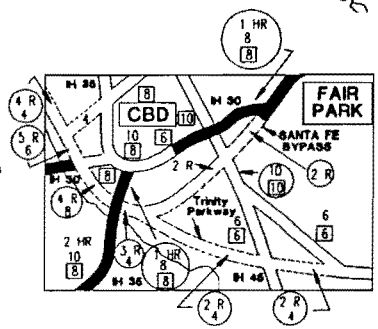 1 HR
8
8
IH 35
8
IH 30
FAIR
PARK
4 R
4
4
CBD
10
5 R
6
10
8
6
SANTA FE
BYPASS
IH 30
8
2 R
10
10
2 R
4 R
8
Trinity
Parkway
6
6
6
6
2 HR
10
8
5 R
4
1 HR
8
8
IH 35
IH 45
2 R
4
2 R
4